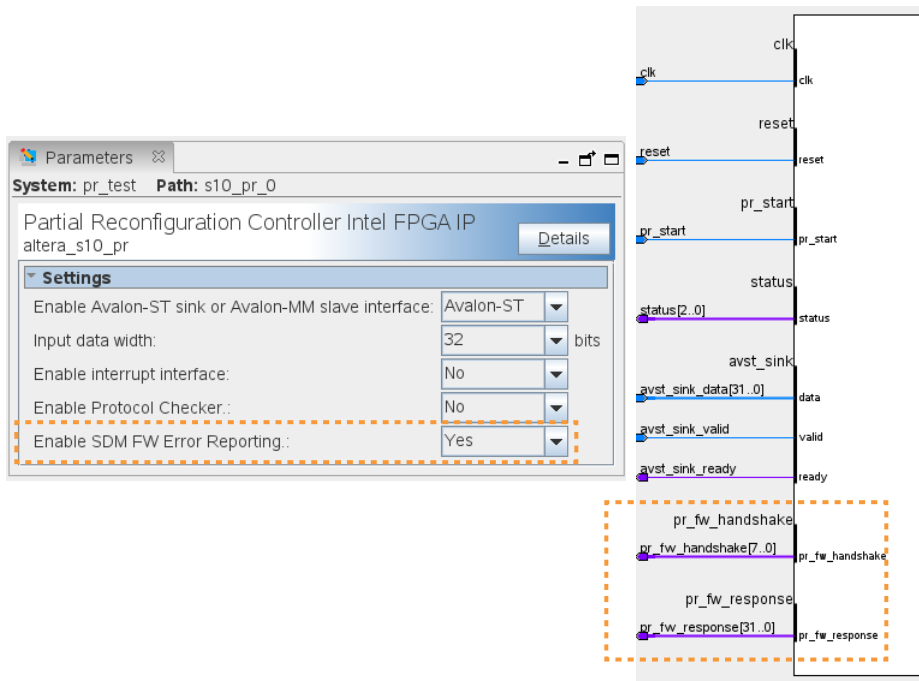 Parameters
System: pr_test Path: s10_pr_0
Partial Reconfiguration Controller Intel FPGA IP
altera_s10_pr
Details
Settings
Enable Avalon-ST sink or Avalon-MM slave interface: Avalon-ST
Input data width: 32 bits
Enable interrupt interface: No
Enable Protocol Checker.: No
Enable SDM FW Error Reporting.: Yes
clk
clk
clk
reset
reset
reset
pr_start
pr_start
pr_start
status
status[2..0]
status
avst_sink
avst_sink_data[31..0]
data
avst_sink_valid
valid
avst_sink_ready
ready
pr_fw_handshake
pr_fw_handshake[7..0]
pr_fw_handshake
pr_fw_response
pr_fw_response[31..0]
pr_fw_response